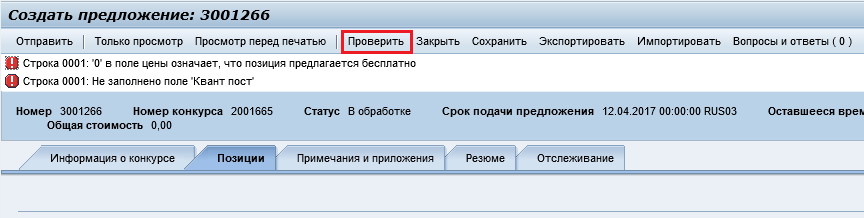 Создать предложение: 3001266
Отправить Только просмотр Просмотр перед печатью Проверить Закрыть Сохранить Экспортировать Импортировать Вопросы и ответы ( 0 )
Строка 0001: '0' в поле цены означает, что позиция предлагается бесплатно
Строка 0001: Не заполнено поле 'Квант пост'
Номер 3001266 Номер конкурса 2001665 Статус В обработке Срок подачи предложения 12.04.2017 00:00:00 RUS03 Оставшееся врем
Общая стоимость 0,00
Информация о конкурсе Позиции Примечания и приложения Резюме Отслеживание